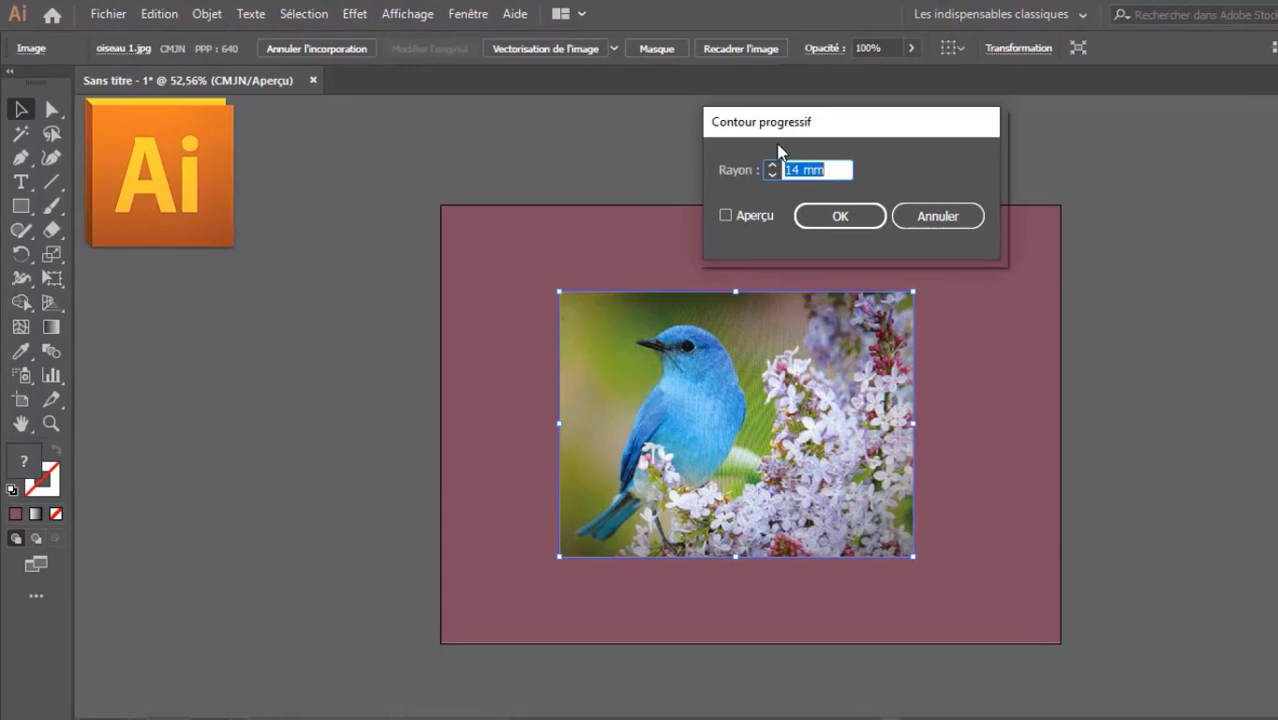 Ai Fichier Edition Objet Texte Sélection Effet Affichage Fenêtre Aide Les indispensables classiques Rechercher dans Adobe Stock
Image oiseau 1.jpg CMJN PPP : 640 Annuler l'incorporation Modifier l'original Vectorisation de l'image Masque Recadrer l'image Opacité : 100% Transformation
Sans titre - 1* @ 52,56% (CMJN/Aperçu)
Ai
Contour progressif
Rayon : 14 mm
Aperçu OK Annuler
?